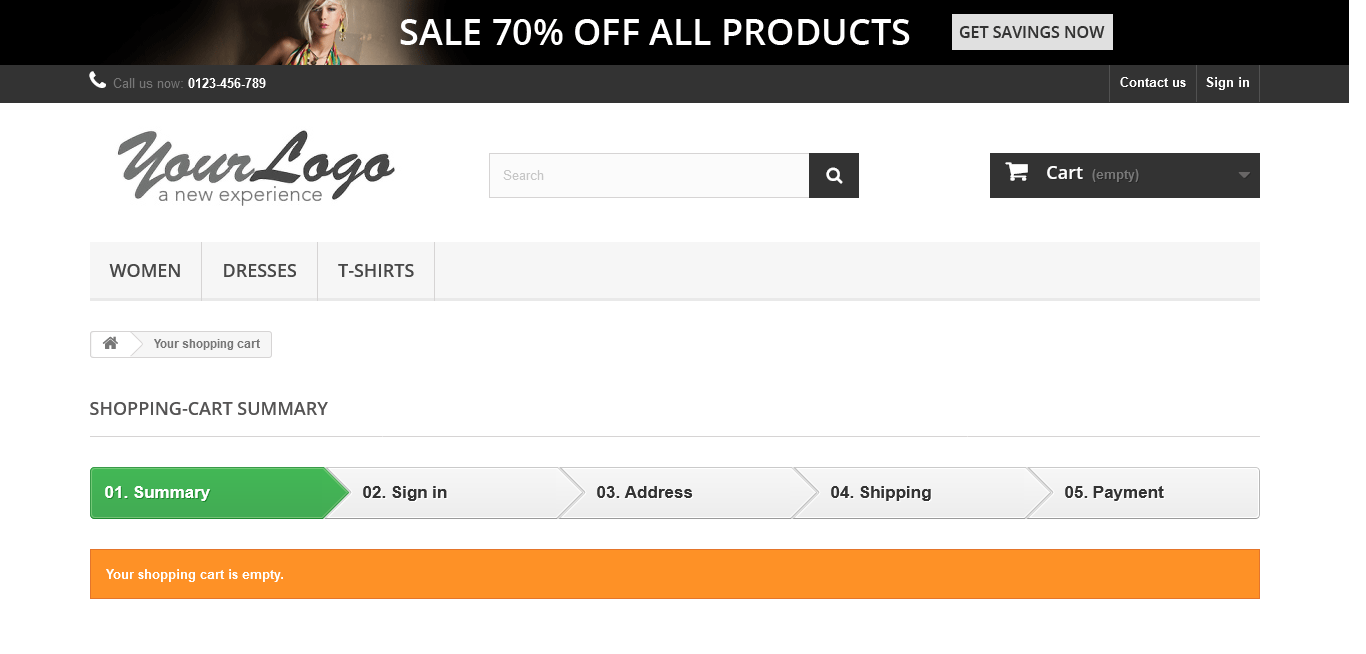 SALE 70% OFF ALL PRODUCTS GET SAVINGS NOW
Call us now: 0123-456-789 Contact us Sign in
Your Logo
a new experience
Search
Cart (empty)
WOMEN DRESSES T-SHIRTS
Your shopping cart
SHOPPING-CART SUMMARY
01. Summary 02. Sign in 03. Address 04. Shipping 05. Payment
Your shopping cart is empty.